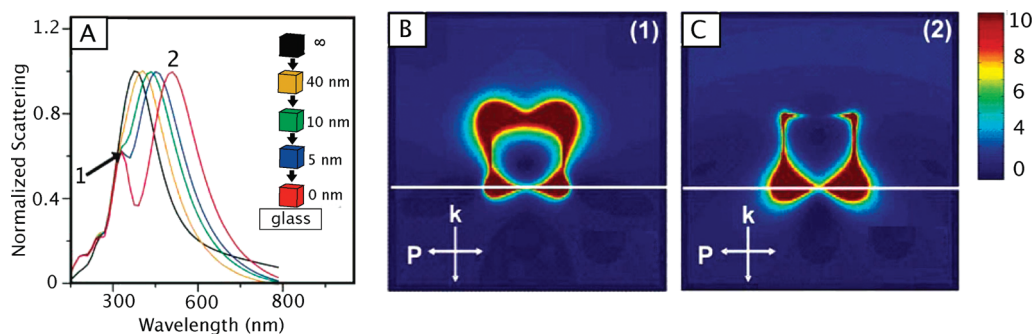 A
Normalized Scattering
1.2
0.8
0.4
0
1
2
∞
40 nm
10 nm
5 nm
0 nm
glass
300
600
800
Wavelength (nm)
B
(1)
k
P
C
(2)
k
P
10
8
6
4
2
0